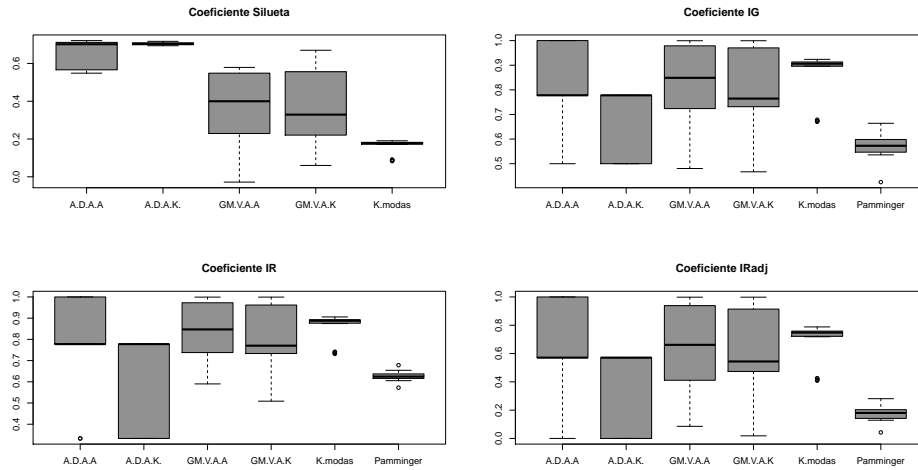 Coeficiente Silueta
0.6
0.4
0.2
0.0
A.D.A.A A.D.A.K. GM.V.A.A GM.V.A.K K.modas
Coeficiente IG
1.0
0.9
0.8
0.7
0.6
0.5
A.D.A.A A.D.A.K. GM.V.A.A GM.V.A.K K.modas Pamminger
Coeficiente IR
1.0
0.9
0.8
0.7
0.6
0.5
0.4
A.D.A.A A.D.A.K. GM.V.A.A GM.V.A.K K.modas Pamminger
Coeficiente IRadj
1.0
0.8
0.6
0.4
0.2
0.0
A.D.A.A A.D.A.K. GM.V.A.A GM.V.A.K K.modas Pamminger